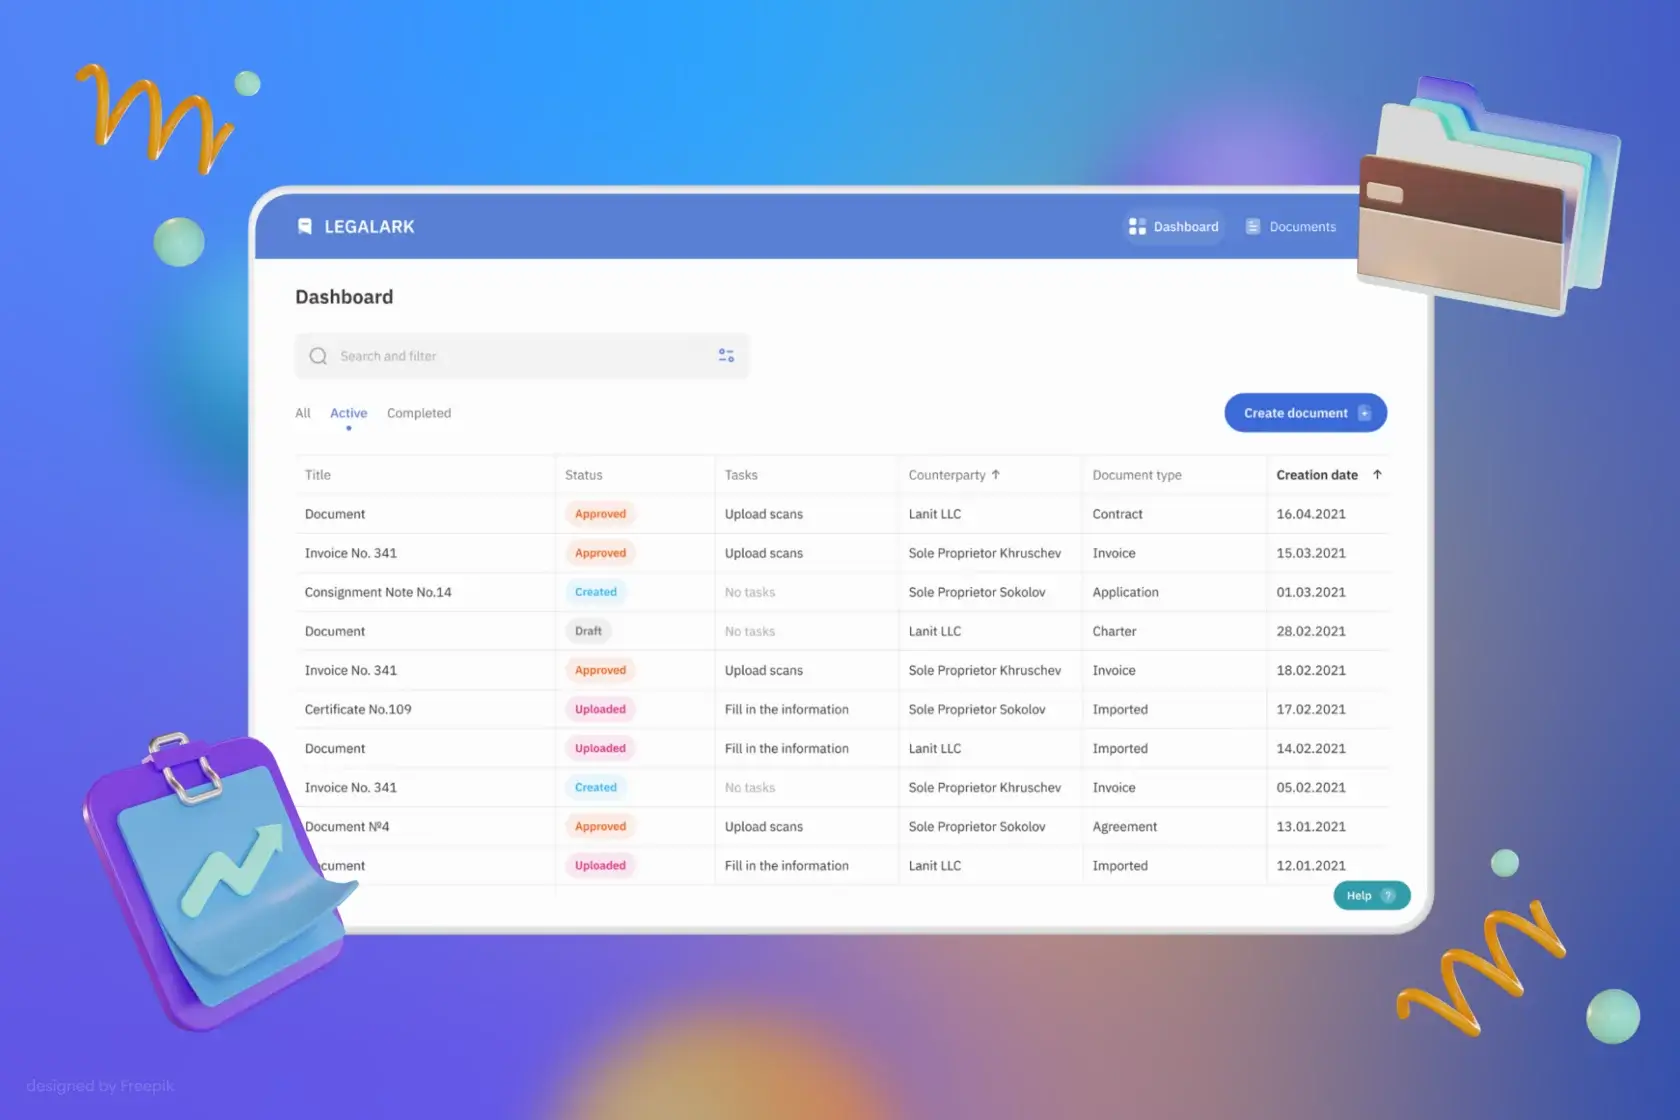 LEGALARK Dashboard Documents
Dashboard
Search and filter
All Active Completed Create document +
Title Status Tasks Counterparty ↑ Document type Creation date ↑
Document Approved Upload scans Lanit LLC Contract 16.04.2021
Invoice No. 341 Approved Upload scans Sole Proprietor Khruschev Invoice 15.03.2021
Consignment Note No.14 Created No tasks Sole Proprietor Sokolov Application 01.03.2021
Document Draft No tasks Lanit LLC Charter 28.02.2021
Invoice No. 341 Approved Upload scans Sole Proprietor Khruschev Invoice 18.02.2021
Certificate No.109 Uploaded Fill in the information Sole Proprietor Sokolov Imported 17.02.2021
Document Uploaded Fill in the information Lanit LLC Imported 14.02.2021
Invoice No. 341 Created No tasks Sole Proprietor Khruschev Invoice 05.02.2021
Document №4 Approved Upload scans Sole Proprietor Sokolov Agreement 13.01.2021
cument Uploaded Fill in the information Lanit LLC Imported 12.01.2021
Help ?
designed by Freepik